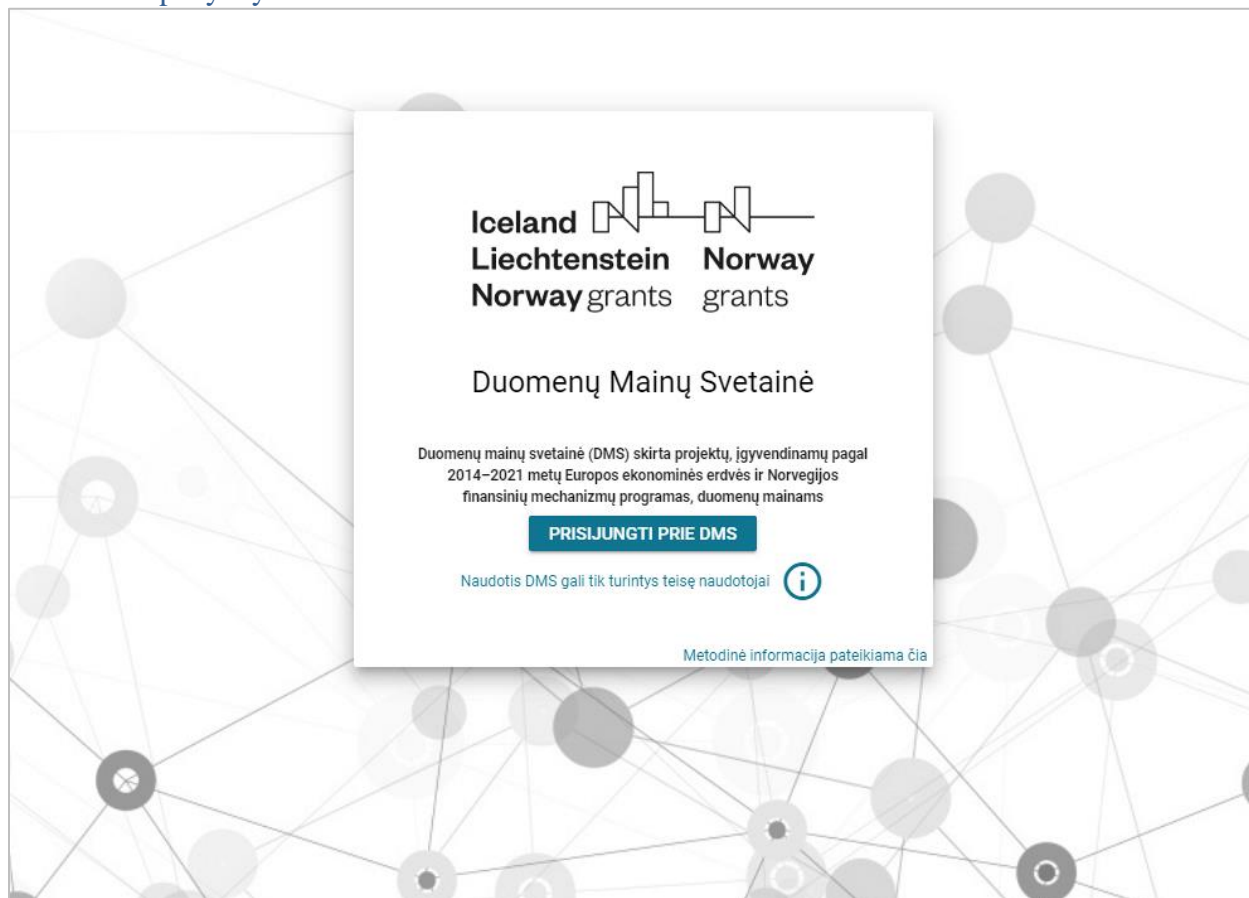 Iceland
Liechtenstein Norway
Norway grants grants
Duomenų Mainų Svetainė
Duomenų mainų svetainė (DMS) skirta projektų, įgyvendinamų pagal
2014–2021 metų Europos ekonominės erdvės ir Norvegijos
finansinių mechanizmų programas, duomenų mainams
PRISIJUNGTI PRIE DMS
Naudotis DMS gali tik turintys teisę naudotojai
Metodinė informacija pateikiama čia